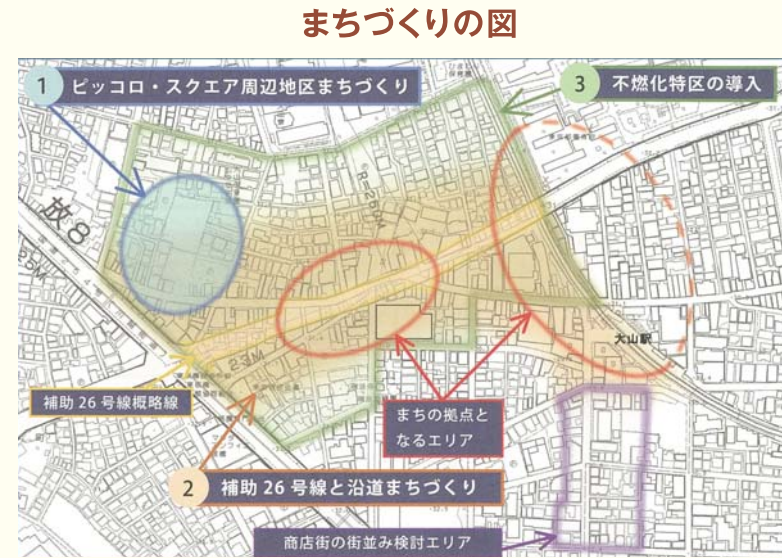 まちづくりの図
1 ピッコロ・スクエア周辺地区まちづくり
3 不燃化特区の導入
放8
25M
R=200M
23M
大山駅
補助26号線概略線
まちの拠点と
なるエリア
2 補助26号線と沿道まちづくり
商店街の街並み検討エリア